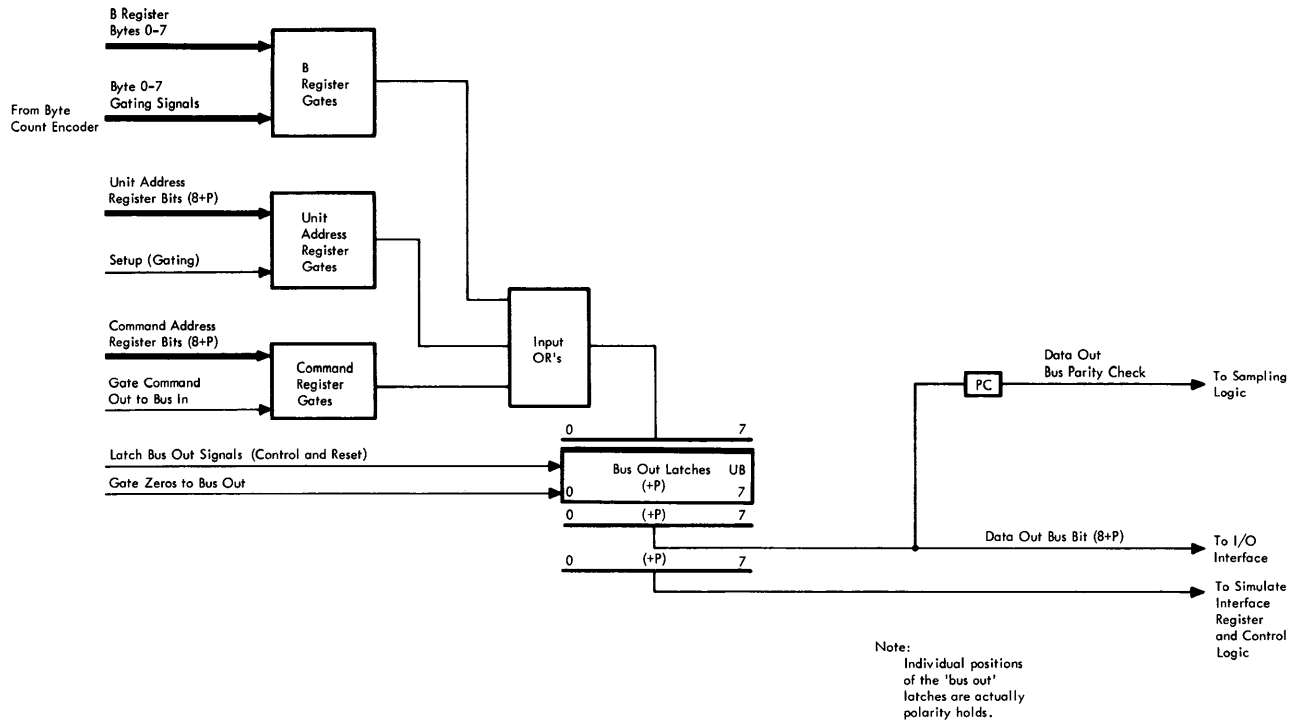 B Register
Bytes 0-7
B
Register
Gates
Byte 0-7
Gating Signals
From Byte
Count Encoder
Unit Address
Register Bits (8+P)
Unit
Address
Register
Gates
Setup (Gating)
Command Address
Register Bits (8+P)
Command
Register
Gates
Gate Command
Out to Bus In
Input
OR's
Data Out
Bus Parity Check
PC
To Sampling
Logic
0 7
Latch Bus Out Signals (Control and Reset)
Bus Out Latches UB
(+P)
Gate Zeros to Bus Out
0 7
0 (+P) 7
Data Out Bus Bit (8+P)
To I/O
Interface
0 (+P) 7
To Simulate
Interface
Register
and Control
Logic
Note:
Individual positions
of the 'bus out'
latches are actually
polarity holds.